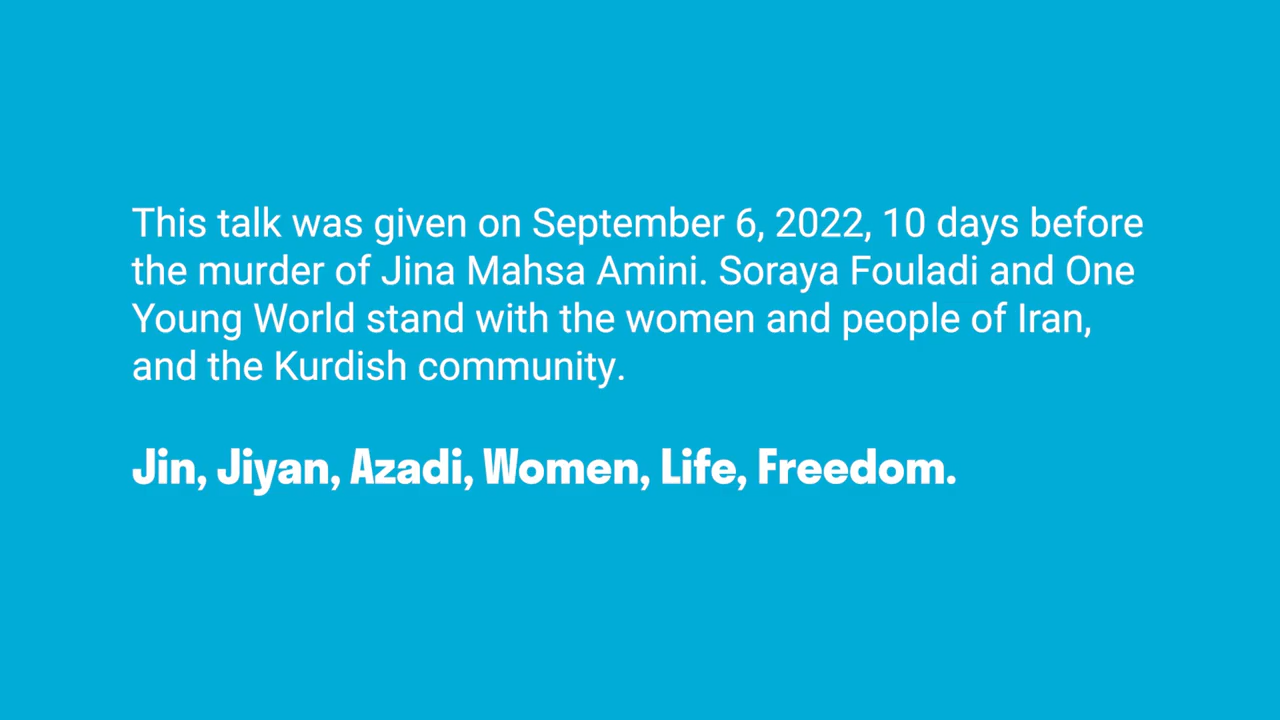 This talk was given on September 6, 2022, 10 days before
the murder of Jina Mahsa Amini. Soraya Fouladi and One
Young World stand with the women and people of Iran,
and the Kurdish community.
Jin, Jiyan, Azadi, Women, Life, Freedom.